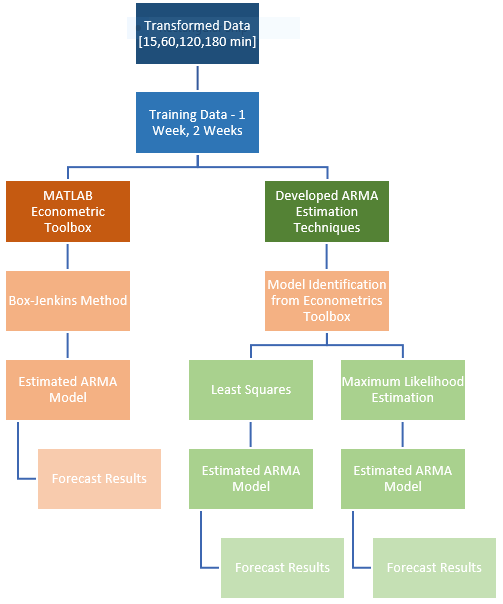 Transformed Data
[15,60,120,180 min]
Training Data - 1
Week, 2 Weeks
MATLAB
Econometric
Toolbox
Developed ARMA
Estimation
Techniques
Box-Jenkins Method
Model Identification
from Econometrics
Toolbox
Estimated ARMA
Model
Least Squares
Maximum Likelihood
Estimation
Forecast Results
Estimated ARMA
Model
Estimated ARMA
Model
Forecast Results
Forecast Results